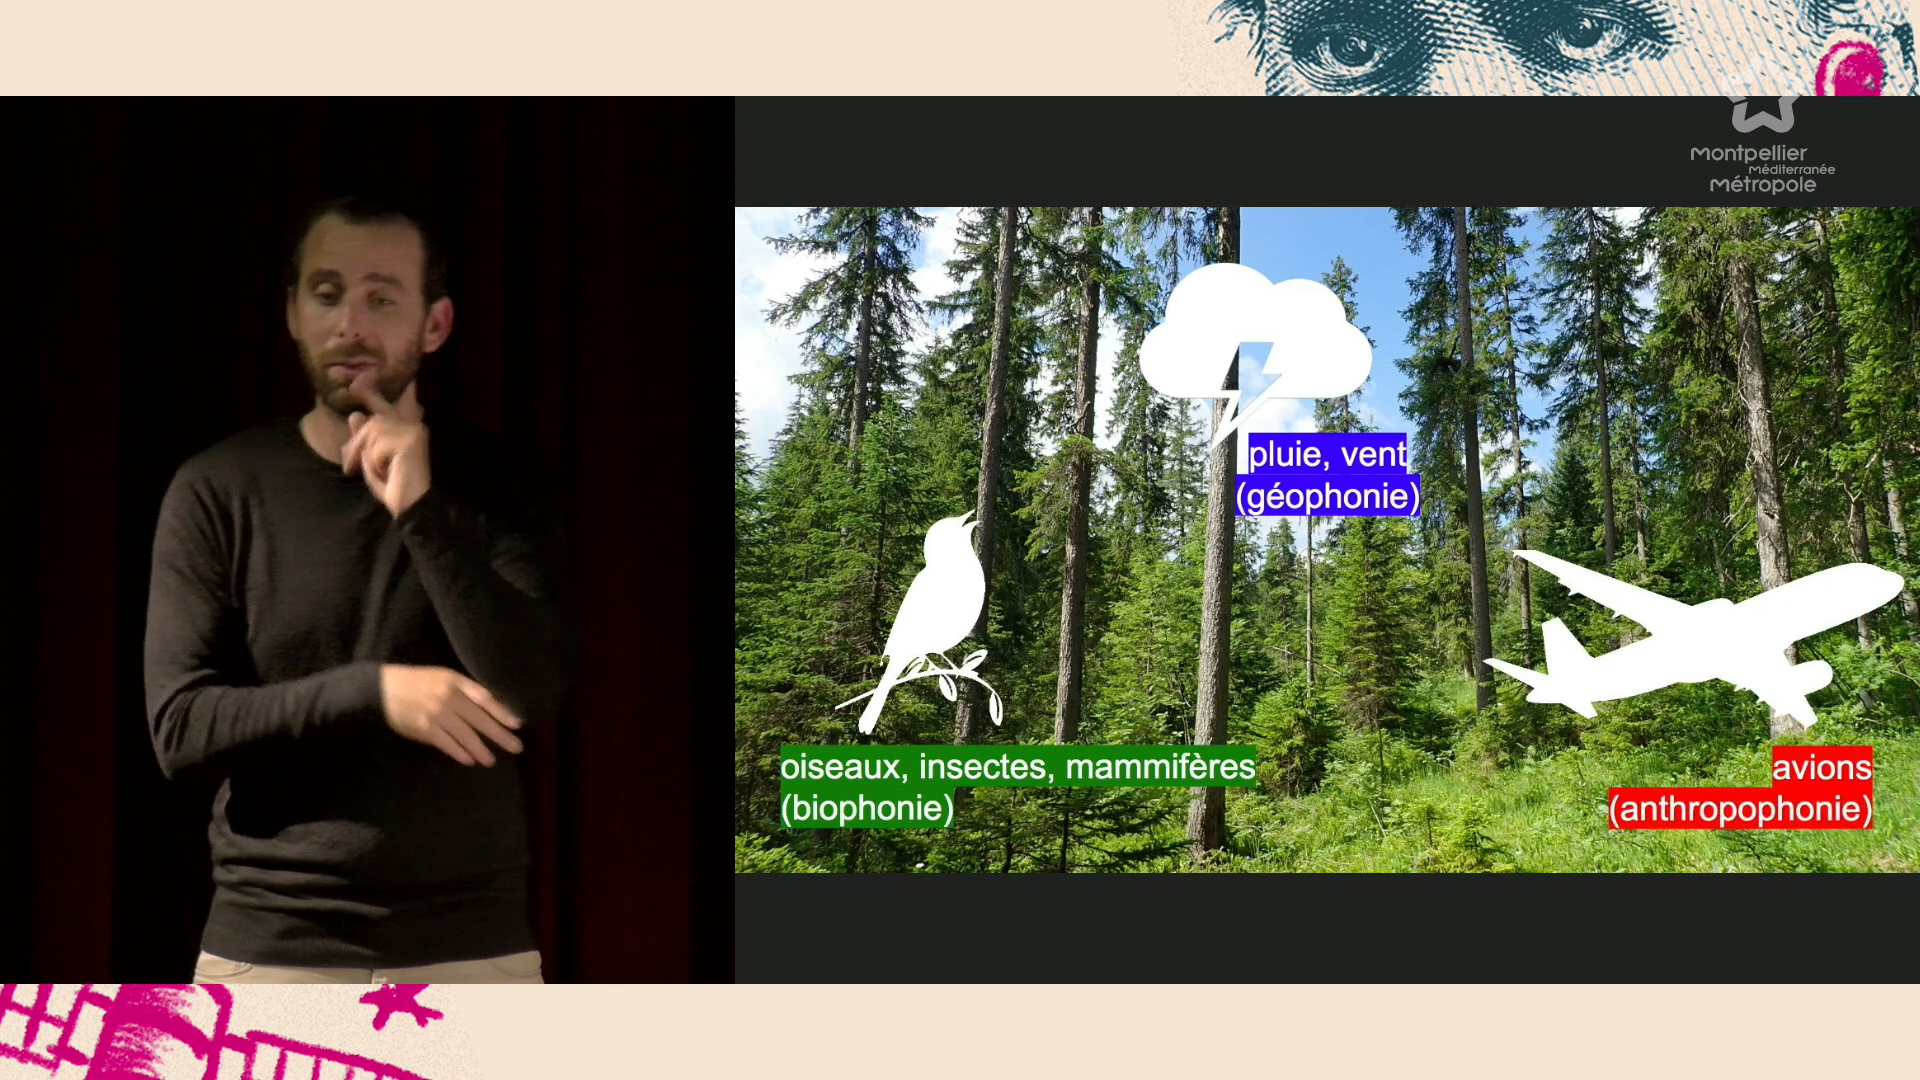 montpellier
méditerranée
métropole
pluie, vent
(géophonie)
oiseaux, insectes, mammifères
(biophonie)
avions
(anthropophonie)